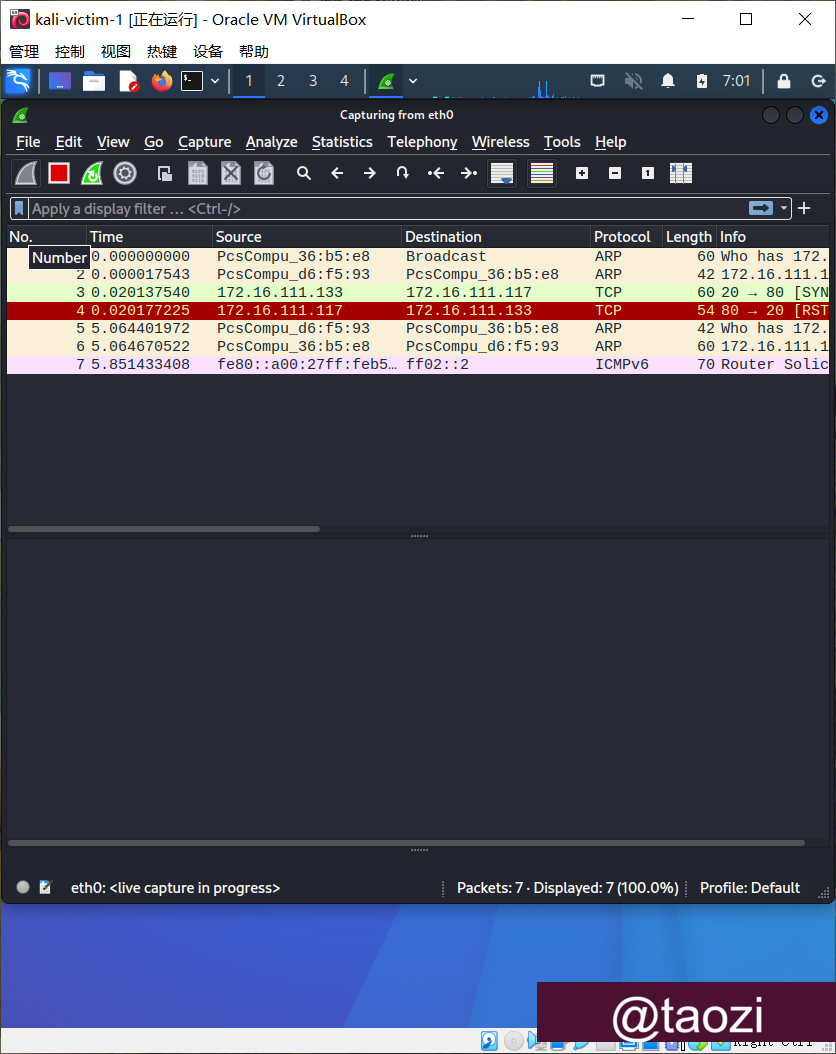 kali-victim-1 [正在运行] - Oracle VM VirtualBox
管理 控制 视图 热键 设备 帮助
1 2 3 4 7:01
Capturing from eth0
File Edit View Go Capture Analyze Statistics Telephony Wireless Tools Help
Apply a display filter ... <Ctrl-/>
No. Time Source Destination Protocol Length Info
Number
0.000000000 PcsCompu_36:b5:e8 Broadcast ARP 60 Who has 172.
2 0.000017543 PcsCompu_d6:f5:93 PcsCompu_36:b5:e8 ARP 42 172.16.111.1
3 0.020137540 172.16.111.133 172.16.111.117 TCP 60 20 → 80 [SYN
4 0.020177225 172.16.111.117 172.16.111.133 TCP 54 80 → 20 [RST
5 5.064401972 PcsCompu_d6:f5:93 PcsCompu_36:b5:e8 ARP 42 Who has 172.
6 5.064670522 PcsCompu_36:b5:e8 PcsCompu_d6:f5:93 ARP 60 172.16.111.1
7 5.851433408 fe80::a00:27ff:feb5… ff02::2 ICMPv6 70 Router Solic
eth0: <live capture in progress> Packets: 7 · Displayed: 7 (100.0%) Profile: Default
@taozi
Right Ctrl